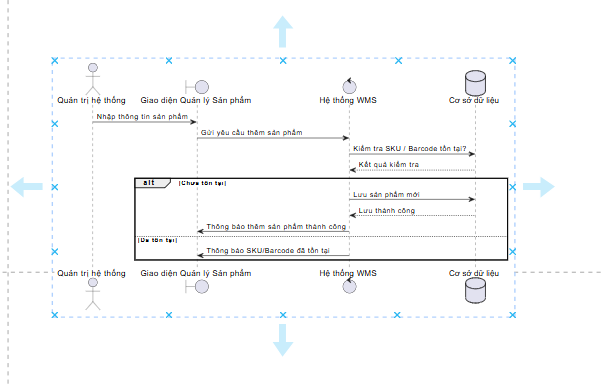 Quản trị hệ thống Giao diện Quản lý Sản phẩm Hệ thống WMS Cơ sở dữ liệu
Nhập thông tin sản phẩm
Gửi yêu cầu thêm sản phẩm
Kiểm tra SKU / Barcode tồn tại?
Kết quả kiểm tra
alt [Chưa tồn tại]
Lưu sản phẩm mới
Lưu thành công
Thông báo thêm sản phẩm thành công
[Đã tồn tại]
Thông báo SKU/Barcode đã tồn tại
Quản trị hệ thống Giao diện Quản lý Sản phẩm Hệ thống WMS Cơ sở dữ liệu